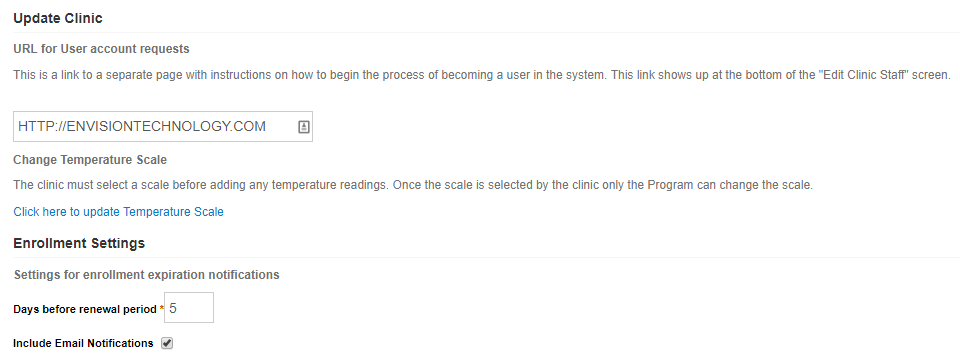 Update Clinic
URL for User account requests
This is a link to a separate page with instructions on how to begin the process of becoming a user in the system. This link shows up at the bottom of the "Edit Clinic Staff" screen.
HTTP://ENVISIONTECHNOLOGY.COM
Change Temperature Scale
The clinic must select a scale before adding any temperature readings. Once the scale is selected by the clinic only the Program can change the scale.
Click here to update Temperature Scale
Enrollment Settings
Settings for enrollment expiration notifications
Days before renewal period * 5
Include Email Notifications